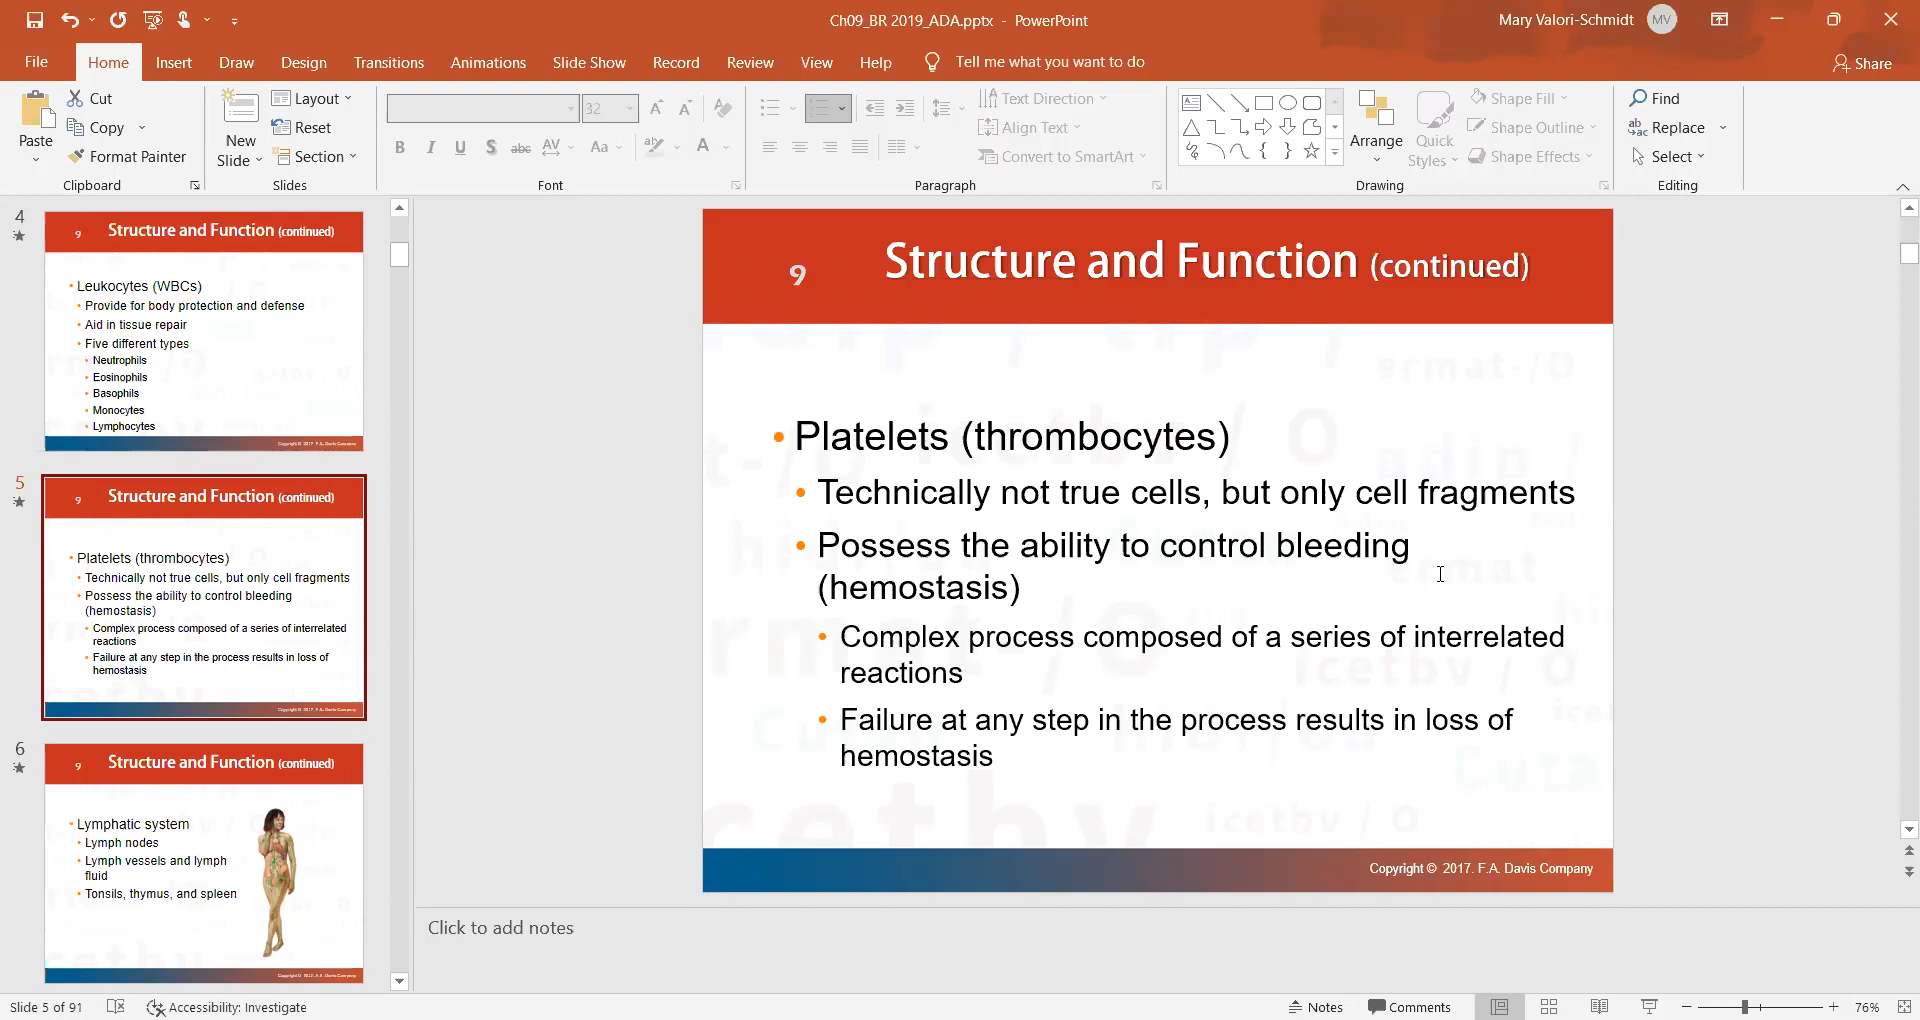 Ch09_BR 2019_ADA.pptx - PowerPoint
Mary Valori-Schmidt MV
File Home Insert Draw Design Transitions Animations Slide Show Record Review View Help Tell me what you want to do Share
Paste
Cut
Copy
Format Painter
Clipboard
New Slide
Layout
Reset
Section
Slides
32
B I U S abc AV Aa A
Font
Text Direction
Align Text
Convert to SmartArt
Paragraph
Arrange
Quick Styles
Shape Fill
Shape Outline
Shape Effects
Drawing
Find
Replace
Select
Editing
4
9 Structure and Function (continued)
Leukocytes (WBCs)
Provide for body protection and defense
Aid in tissue repair
Five different types
Neutrophils
Eosinophils
Basophils
Monocytes
Lymphocytes
Copyright © 2017. F.A. Davis Company
5
9 Structure and Function (continued)
Platelets (thrombocytes)
Technically not true cells, but only cell fragments
Possess the ability to control bleeding
(hemostasis)
Complex process composed of a series of interrelated
reactions
Failure at any step in the process results in loss of
hemostasis
Copyright © 2017. F.A. Davis Company
6
9 Structure and Function (continued)
Lymphatic system
Lymph nodes
Lymph vessels and lymph
fluid
Tonsils, thymus, and spleen
9 Structure and Function (continued)
• Platelets (thrombocytes)
• Technically not true cells, but only cell fragments
• Possess the ability to control bleeding
(hemostasis)
• Complex process composed of a series of interrelated
reactions
• Failure at any step in the process results in loss of
hemostasis
Copyright © 2017. F.A. Davis Company
Click to add notes
Slide 5 of 91 Accessibility: Investigate Notes Comments 76%